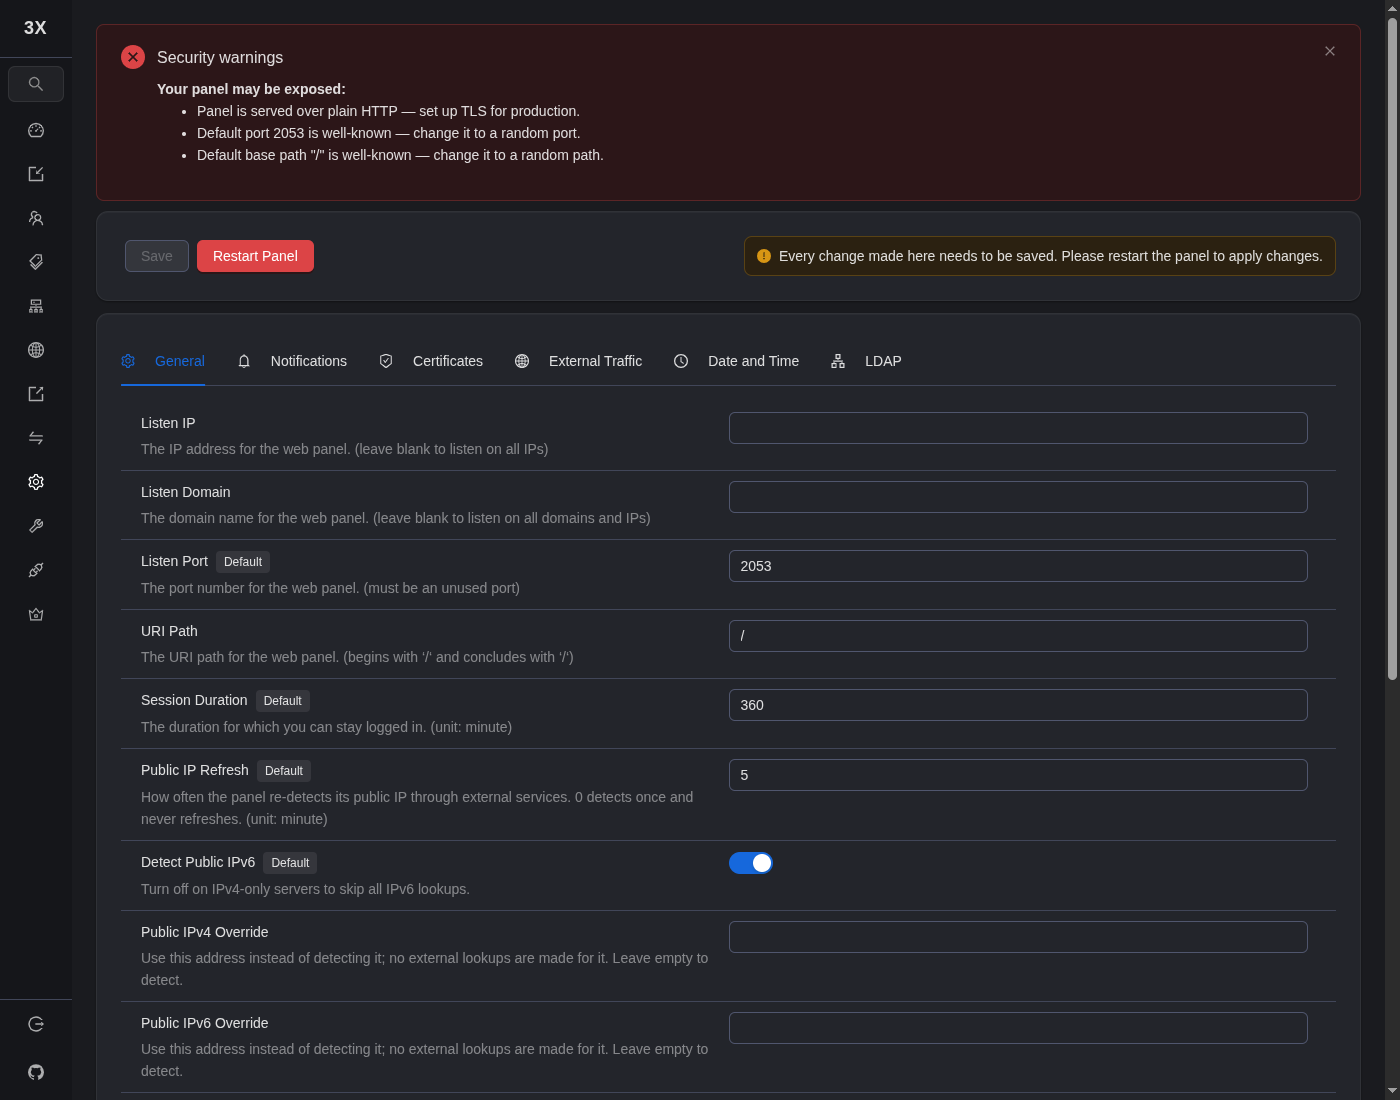 3X
Security warnings
Your panel may be exposed:
Panel is served over plain HTTP — set up TLS for production.
Default port 2053 is well-known — change it to a random port.
Default base path "/" is well-known — change it to a random path.
Save
Restart Panel
Every change made here needs to be saved. Please restart the panel to apply changes.
General
Notifications
Certificates
External Traffic
Date and Time
LDAP
Listen IP
The IP address for the web panel. (leave blank to listen on all IPs)
Listen Domain
The domain name for the web panel. (leave blank to listen on all domains and IPs)
Listen Port Default
2053
The port number for the web panel. (must be an unused port)
URI Path
/
The URI path for the web panel. (begins with ‘/‘ and concludes with ‘/‘)
Session Duration Default
360
The duration for which you can stay logged in. (unit: minute)
Public IP Refresh Default
5
How often the panel re-detects its public IP through external services. 0 detects once and
never refreshes. (unit: minute)
Detect Public IPv6 Default
Turn off on IPv4-only servers to skip all IPv6 lookups.
Public IPv4 Override
Use this address instead of detecting it; no external lookups are made for it. Leave empty to
detect.
Public IPv6 Override
Use this address instead of detecting it; no external lookups are made for it. Leave empty to
detect.